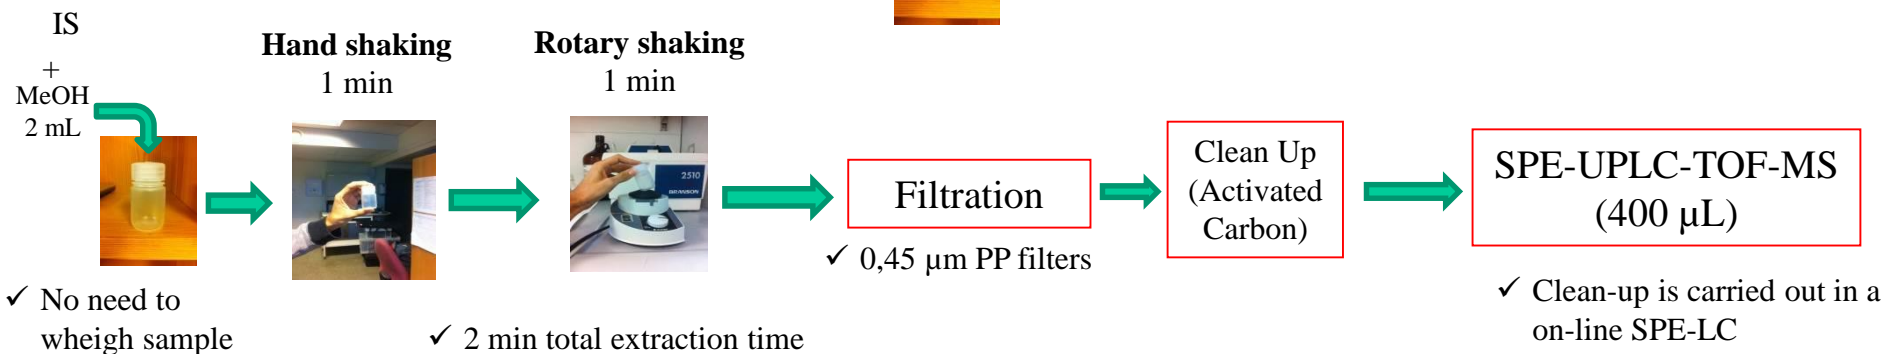 IS
+
MeOH
2 mL
Hand shaking
1 min
Rotary shaking
1 min
2510
BRANSON
Filtration
Clean Up
(Activated
Carbon)
SPE-UPLC-TOF-MS
(400 µL)
✓ No need to
wheigh sample
✓ 2 min total extraction time
✓ 0,45 µm PP filters
✓ Clean-up is carried out in a
on-line SPE-LC